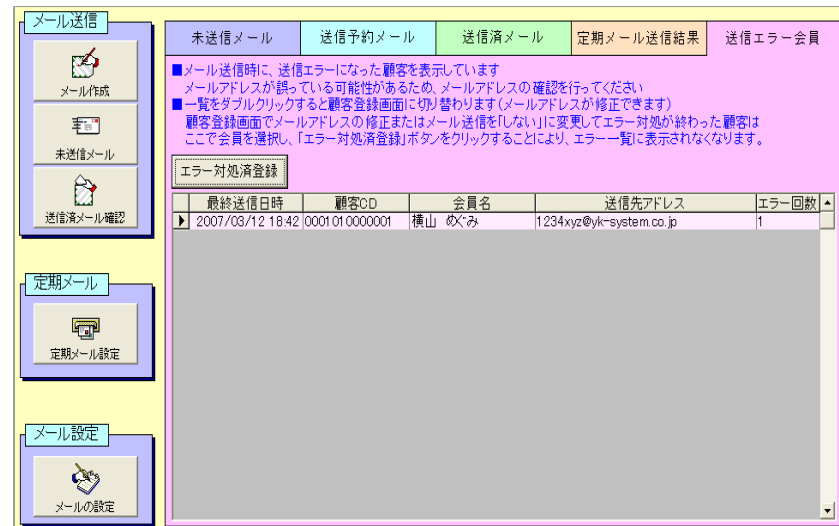 メール送信
メール作成
未送信メール
送信済メール確認
定期メール
定期メール設定
メール設定
メールの設定
未送信メール 送信予約メール 送信済メール 定期メール送信結果 送信エラー会員
■メール送信時に、送信エラーになった顧客を表示しています
メールアドレスが誤っている可能性があるため、メールアドレスの確認を行ってください
■一覧をダブルクリックすると顧客登録画面に切り替わります(メールアドレスが修正できます)
顧客登録画面でメールアドレスの修正またはメール送信を「しない」に変更してエラー対処が終わった顧客は
ここで会員を選択し、「エラー対処済登録」ボタンをクリックすることにより、エラー一覧に表示されなくなります。
エラー対処済登録
最終送信日時 顧客CD 会員名 送信先アドレス エラー回数
2007/03/12 18:42 0001010000001 横山 めぐみ 1234xyz@yk-system.co.jp 1